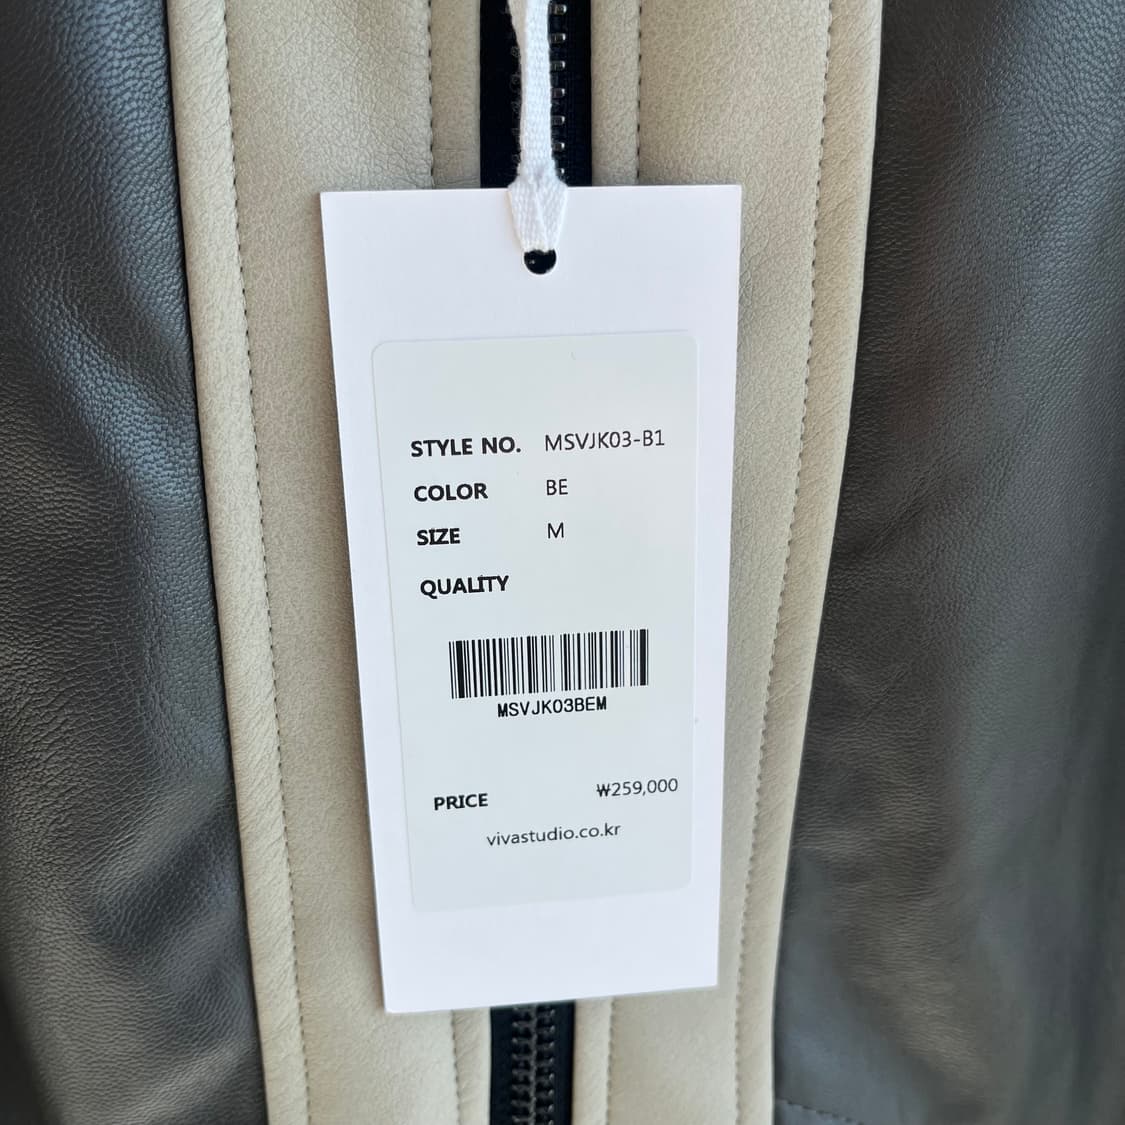 STYLE NO. MSVJK03-B1
COLOR BE
SIZE M
QUALITY
MSVJK03BEM
PRICE ₩259,000
vivastudio.co.kr